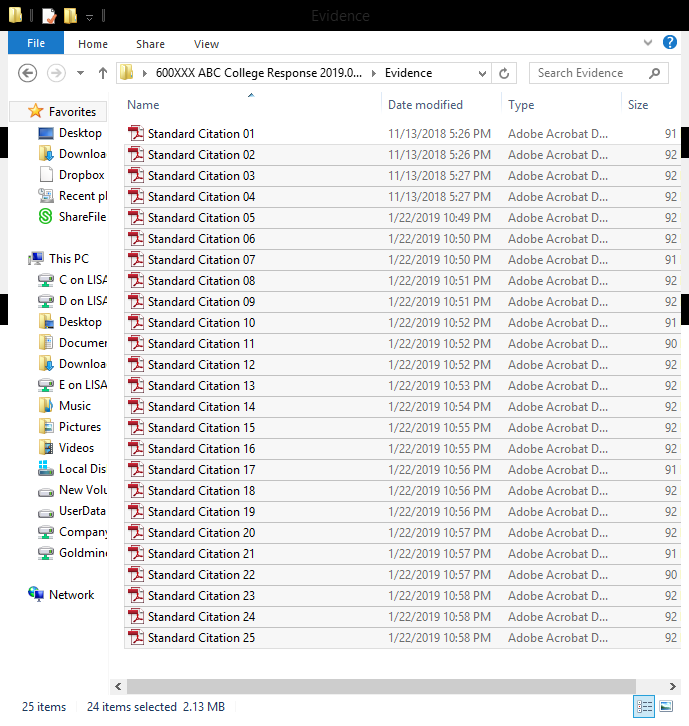 Evidence
File Home Share View
600XXX ABC College Response 2019.0... Evidence Search Evidence
Name Date modified Type Size
Favorites
Desktop
Downloa
Dropbox
Recent pl
ShareFile
This PC
C on LISA
D on LISA
Desktop
Documen
Downloa
E on LISA
Music
Pictures
Videos
Local Dis
New Volu
UserData
Company
Goldmine
Network
Standard Citation 01 11/13/2018 5:26 PM Adobe Acrobat D... 91
Standard Citation 02 11/13/2018 5:26 PM Adobe Acrobat D... 92
Standard Citation 03 11/13/2018 5:27 PM Adobe Acrobat D... 92
Standard Citation 04 11/13/2018 5:27 PM Adobe Acrobat D... 92
Standard Citation 05 1/22/2019 10:49 PM Adobe Acrobat D... 92
Standard Citation 06 1/22/2019 10:50 PM Adobe Acrobat D... 92
Standard Citation 07 1/22/2019 10:50 PM Adobe Acrobat D... 91
Standard Citation 08 1/22/2019 10:51 PM Adobe Acrobat D... 92
Standard Citation 09 1/22/2019 10:51 PM Adobe Acrobat D... 92
Standard Citation 10 1/22/2019 10:52 PM Adobe Acrobat D... 91
Standard Citation 11 1/22/2019 10:52 PM Adobe Acrobat D... 90
Standard Citation 12 1/22/2019 10:52 PM Adobe Acrobat D... 92
Standard Citation 13 1/22/2019 10:53 PM Adobe Acrobat D... 92
Standard Citation 14 1/22/2019 10:54 PM Adobe Acrobat D... 92
Standard Citation 15 1/22/2019 10:55 PM Adobe Acrobat D... 92
Standard Citation 16 1/22/2019 10:55 PM Adobe Acrobat D... 92
Standard Citation 17 1/22/2019 10:56 PM Adobe Acrobat D... 91
Standard Citation 18 1/22/2019 10:56 PM Adobe Acrobat D... 92
Standard Citation 19 1/22/2019 10:56 PM Adobe Acrobat D... 92
Standard Citation 20 1/22/2019 10:57 PM Adobe Acrobat D... 92
Standard Citation 21 1/22/2019 10:57 PM Adobe Acrobat D... 91
Standard Citation 22 1/22/2019 10:57 PM Adobe Acrobat D... 90
Standard Citation 23 1/22/2019 10:58 PM Adobe Acrobat D... 92
Standard Citation 24 1/22/2019 10:58 PM Adobe Acrobat D... 92
Standard Citation 25 1/22/2019 10:58 PM Adobe Acrobat D... 92
25 items 24 items selected 2.13 MB